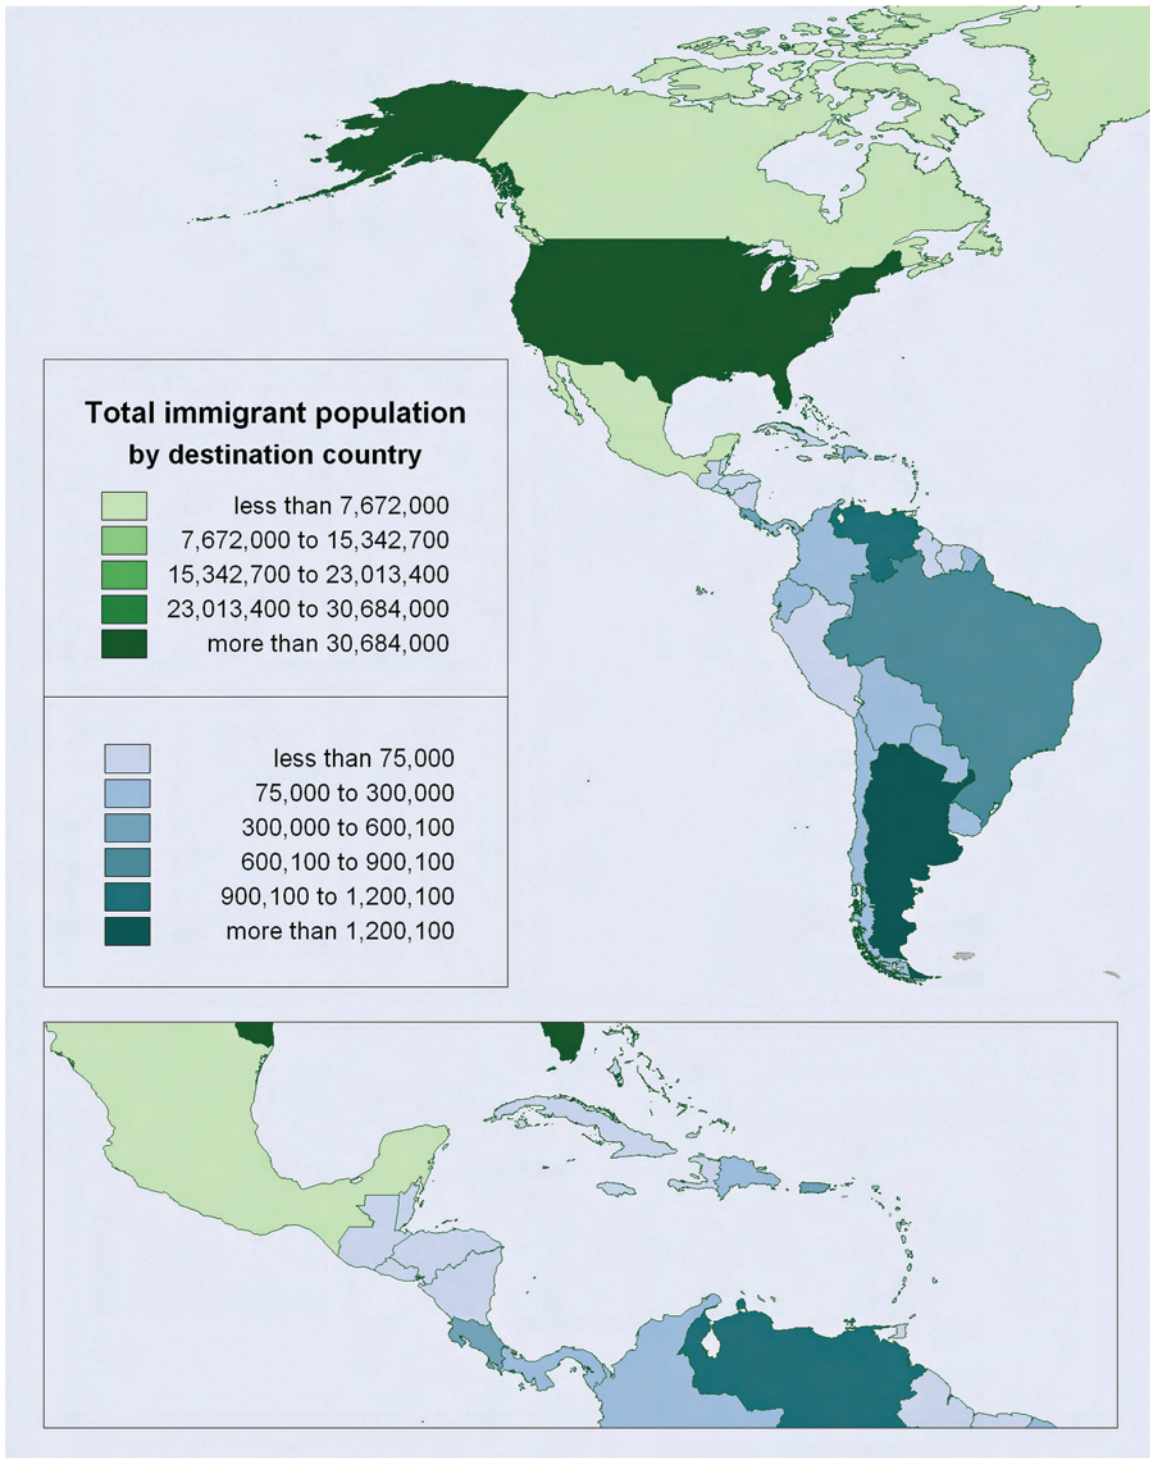 Total immigrant population
by destination country
less than 7,672,000
7,672,000 to 15,342,700
15,342,700 to 23,013,400
23,013,400 to 30,684,000
more than 30,684,000
less than 75,000
75,000 to 300,000
300,000 to 600,100
600,100 to 900,100
900,100 to 1,200,100
more than 1,200,100